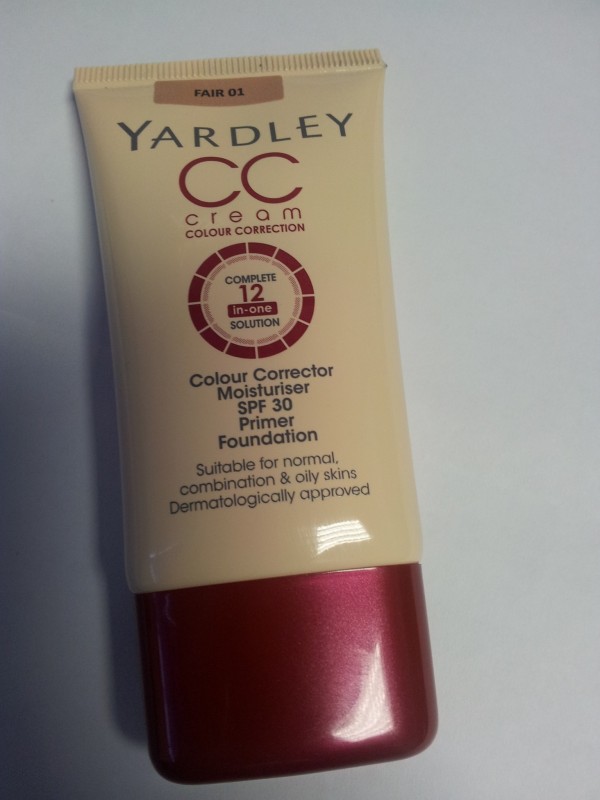 FAIR 01
YARDLEY
CC
cream
COLOUR CORRECTION
COMPLETE
12
in-one
SOLUTION
Colour Corrector
Moisturiser
SPF 30
Primer
Foundation
Suitable for normal,
combination & oily skins
Dermatologically approved